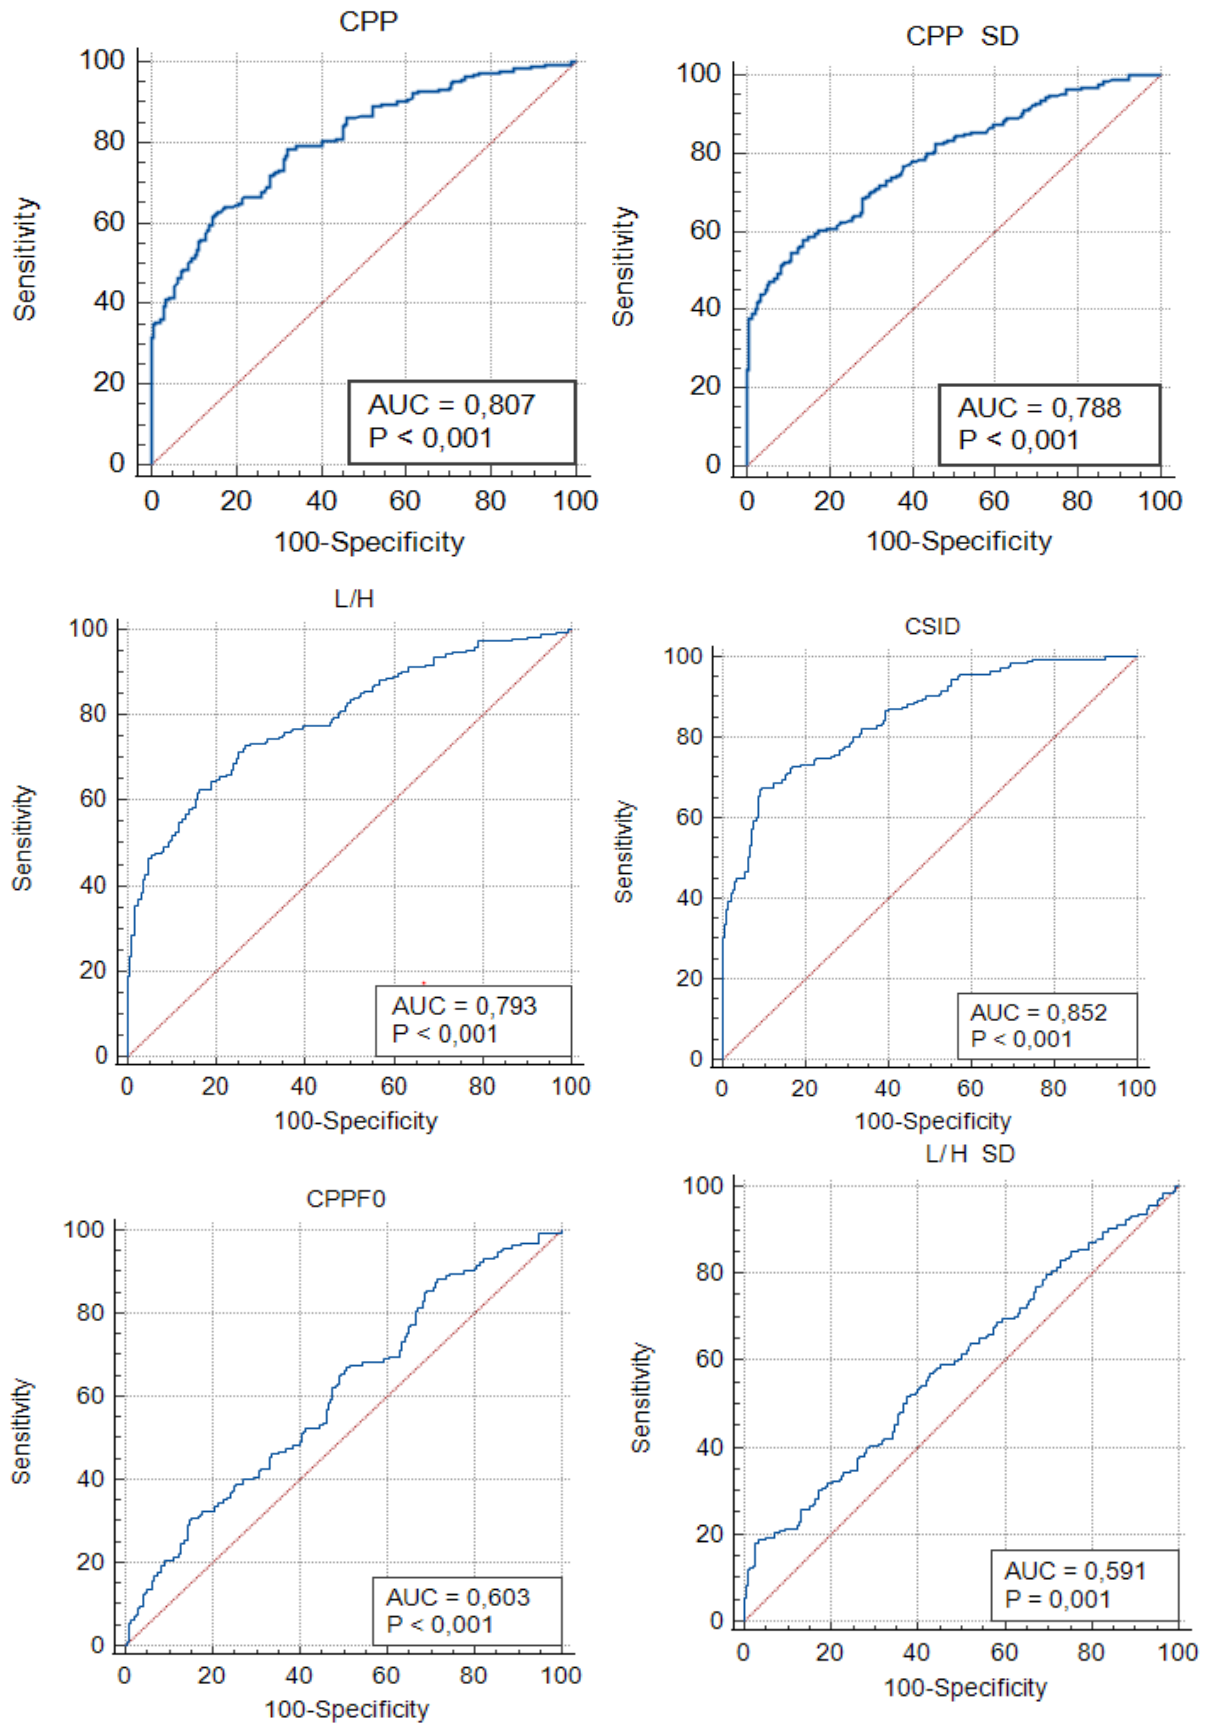 CPP
100
80
60
40
20
0
Sensitivity
AUC = 0,807
P < 0,001
0 20 40 60 80 100
100-Specificity
CPP SD
100
80
60
40
20
0
Sensitivity
AUC = 0,788
P < 0,001
0 20 40 60 80 100
100-Specificity
L/H
100
80
60
40
20
0
Sensitivity
AUC = 0,793
P < 0,001
0 20 40 60 80 100
100-Specificity
CSID
100
80
60
40
20
0
Sensitivity
AUC = 0,852
P < 0,001
0 20 40 60 80 100
100-Specificity
CPPF0
100
80
60
40
20
0
Sensitivity
AUC = 0,603
P < 0,001
0 20 40 60 80 100
100-Specificity
L/H SD
100
80
60
40
20
0
Sensitivity
AUC = 0,591
P = 0,001
0 20 40 60 80 100
100-Specificity